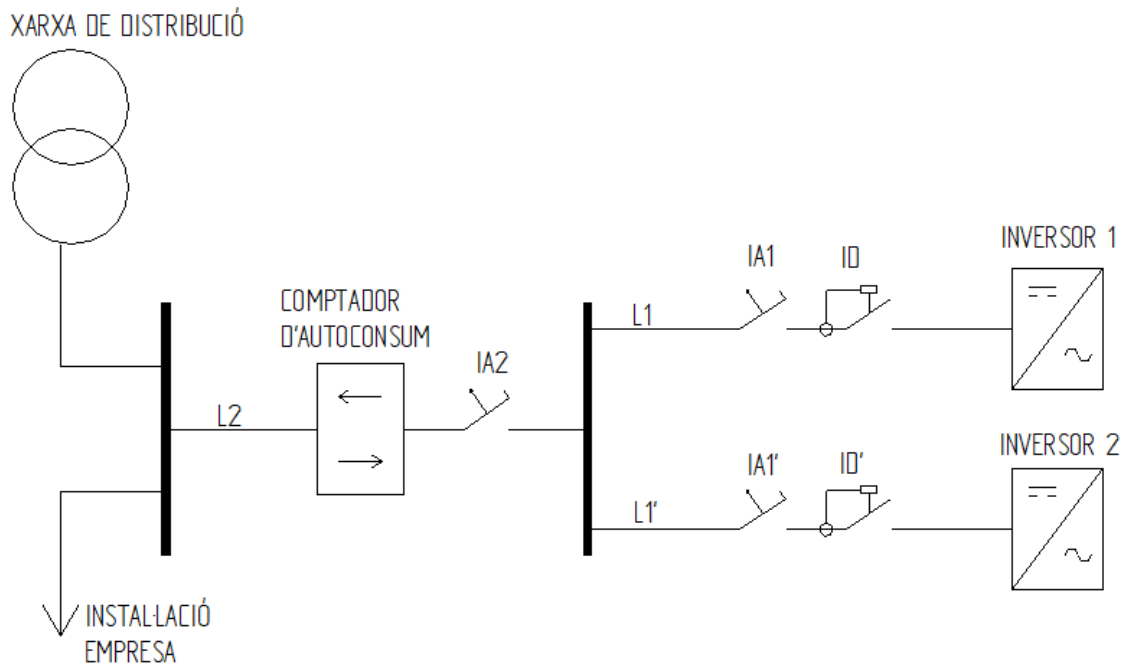 XARXA DE DISTRIBUCIÓ
INVERSOR 1
IA1
ID
COMPTADOR
D'AUTOCONSUM
L1
IA2
L2
INVERSOR 2
IA1'
ID'
L1'
INSTAL·LACIÓ
EMPRESA